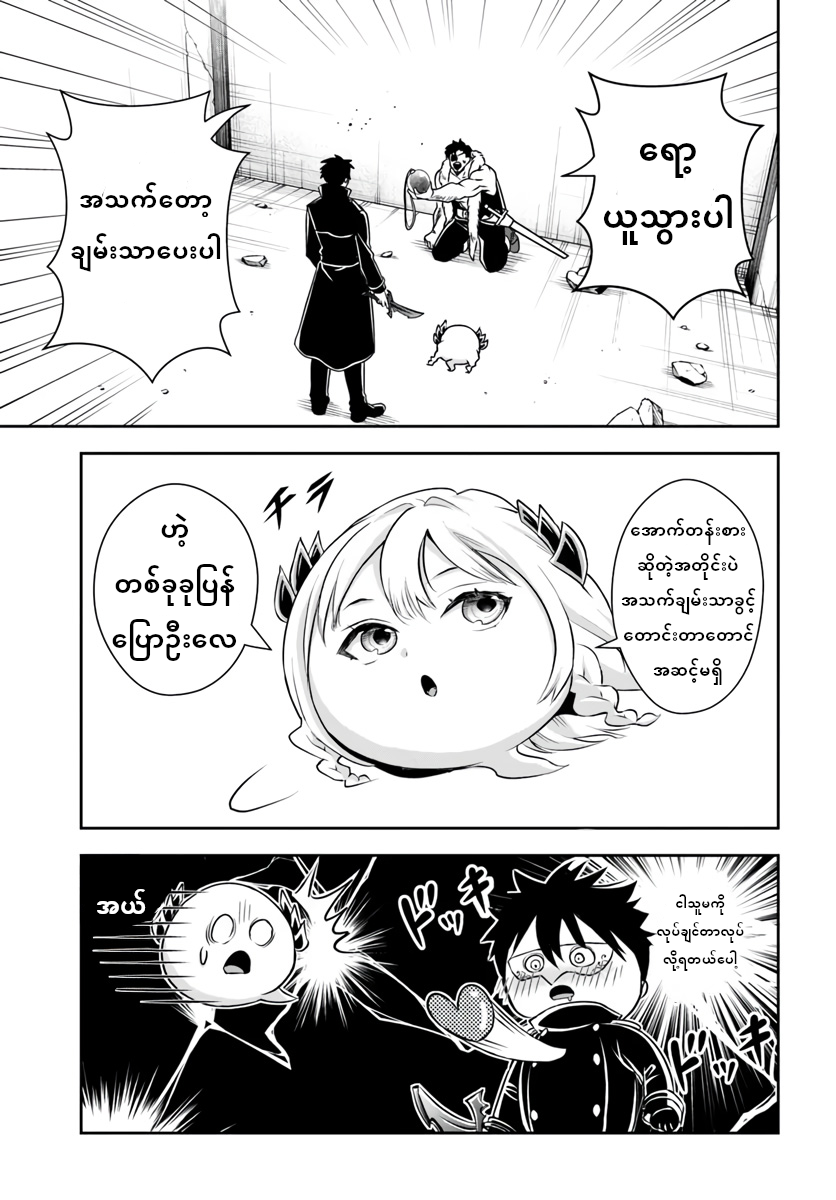 ရော့
ယူသွားပါ
အသက်တော့
ချမ်းသာပေးပါ
အောက်တန်းစား
ဆိုတဲ့အတိုင်းပဲ
အသက်ချမ်းသာခွင့်
တောင်းတာတောင်
အဆင့်မရှိ
チラ
ဟဲ့
တစ်ခုခုပြန်
ပြောဦးလေ
ငါသူမကို
လုပ်ချင်တာလုပ်
လို့ရတယ်ပေါ့
ドッキ
ドッキ
အယ်